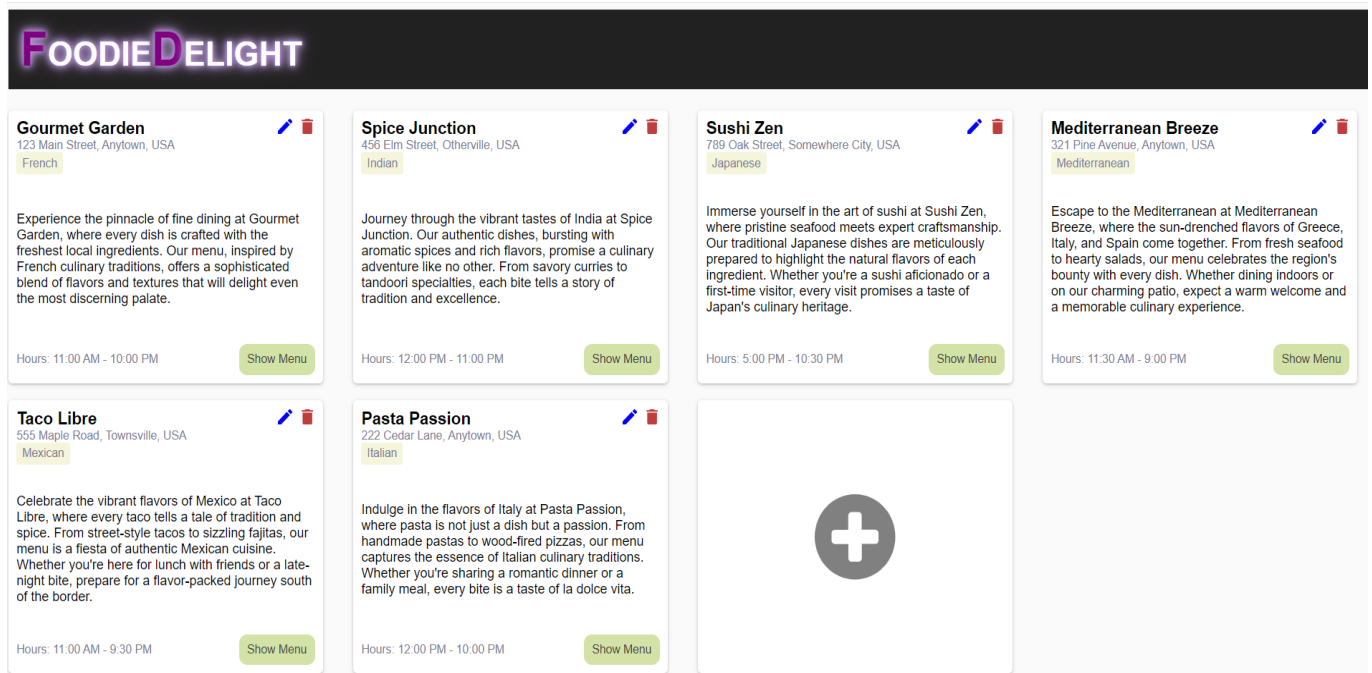 FOODIEDELIGHT
Gourmet Garden
123 Main Street, Anytown, USA
French
Experience the pinnacle of fine dining at Gourmet
Garden, where every dish is crafted with the
freshest local ingredients. Our menu, inspired by
French culinary traditions, offers a sophisticated
blend of flavors and textures that will delight even
the most discerning palate.
Hours: 11:00 AM - 10:00 PM
Show Menu
Spice Junction
456 Elm Street, Otherville, USA
Indian
Journey through the vibrant tastes of India at Spice
Junction. Our authentic dishes, bursting with
aromatic spices and rich flavors, promise a culinary
adventure like no other. From savory curries to
tandoori specialties, each bite tells a story of
tradition and excellence.
Hours: 12:00 PM - 11:00 PM
Show Menu
Sushi Zen
789 Oak Street, Somewhere City, USA
Japanese
Immerse yourself in the art of sushi at Sushi Zen,
where pristine seafood meets expert craftsmanship.
Our traditional Japanese dishes are meticulously
prepared to highlight the natural flavors of each
ingredient. Whether you're a sushi aficionado or a
first-time visitor, every visit promises a taste of
Japan's culinary heritage.
Hours: 5:00 PM - 10:30 PM
Show Menu
Mediterranean Breeze
321 Pine Avenue, Anytown, USA
Mediterranean
Escape to the Mediterranean at Mediterranean
Breeze, where the sun-drenched flavors of Greece,
Italy, and Spain come together. From fresh seafood
to hearty salads, our menu celebrates the region's
bounty with every dish. Whether dining indoors or
on our charming patio, expect a warm welcome and
a memorable culinary experience.
Hours: 11:30 AM - 9:00 PM
Show Menu
Taco Libre
555 Maple Road, Townsville, USA
Mexican
Celebrate the vibrant flavors of Mexico at Taco
Libre, where every taco tells a tale of tradition and
spice. From street-style tacos to sizzling fajitas, our
menu is a fiesta of authentic Mexican cuisine.
Whether you're here for lunch with friends or a late-
night bite, prepare for a flavor-packed journey south
of the border.
Hours: 11:00 AM - 9:30 PM
Show Menu
Pasta Passion
222 Cedar Lane, Anytown, USA
Italian
Indulge in the flavors of Italy at Pasta Passion,
where pasta is not just a dish but a passion. From
handmade pastas to wood-fired pizzas, our menu
captures the essence of Italian culinary traditions.
Whether you're sharing a romantic dinner or a
family meal, every bite is a taste of la dolce vita.
Hours: 12:00 PM - 10:00 PM
Show Menu